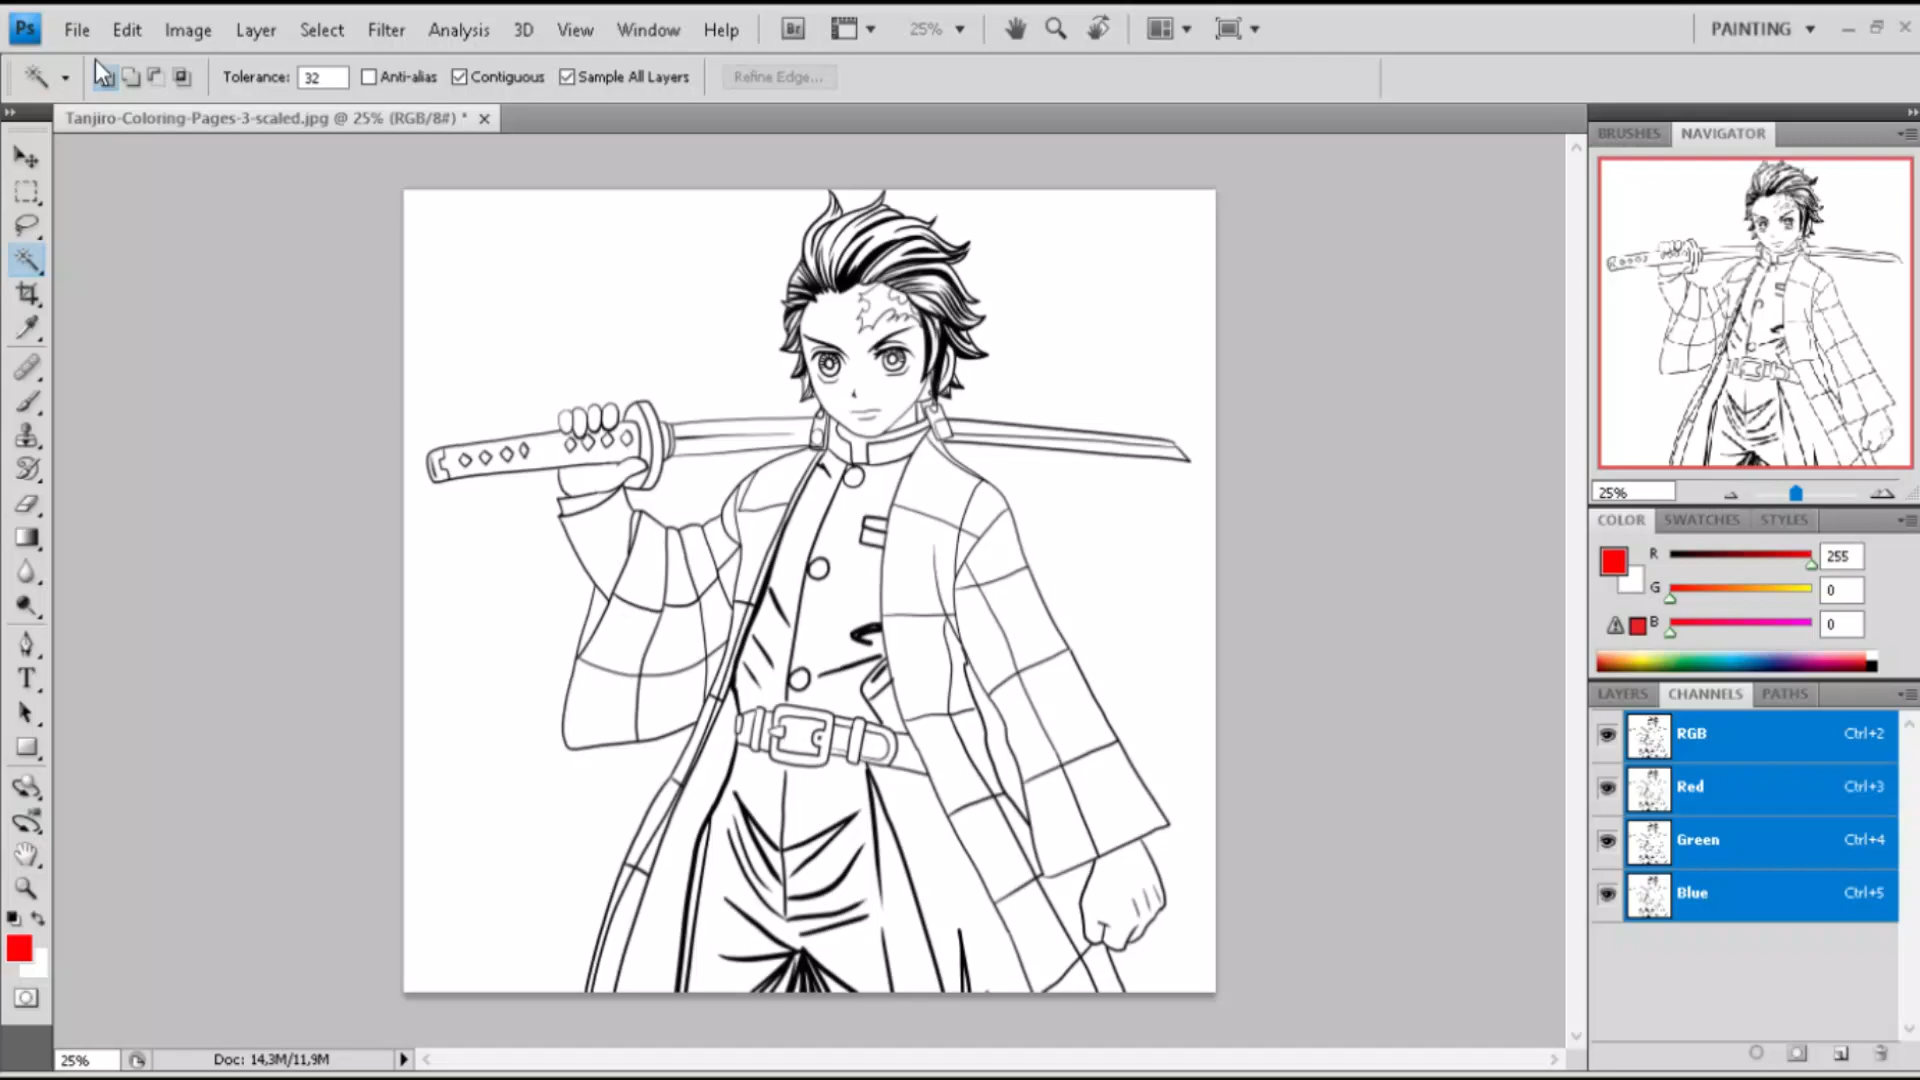 Ps File Edit Image Layer Select Filter Analysis 3D View Window Help Br 25% PAINTING
Tolerance: 32 Anti-alias Contiguous Sample All Layers Refine Edge...
Tanjiro-Coloring-Pages-3-scaled.jpg @ 25% (RGB/8#) *
BRUSHES NAVIGATOR
25%
COLOR SWATCHES STYLES
R 255
G 0
B 0
LAYERS CHANNELS PATHS
RGB Ctrl+2
Red Ctrl+3
Green Ctrl+4
Blue Ctrl+5
T
25% Doc: 14,3M/11,9M